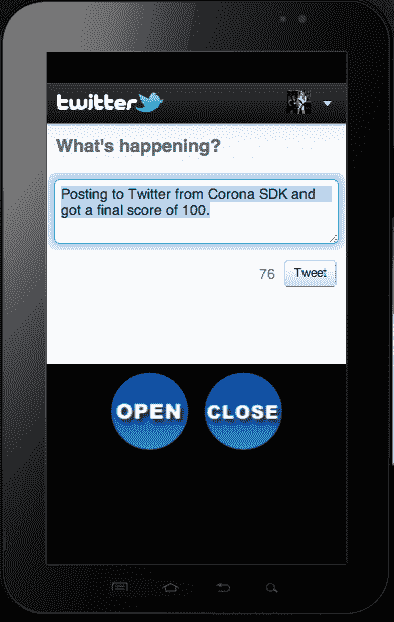 twitter
What's happening?
Posting to Twitter from Corona SDK and
got a final score of 100.
76 Tweet
OPEN CLOSE